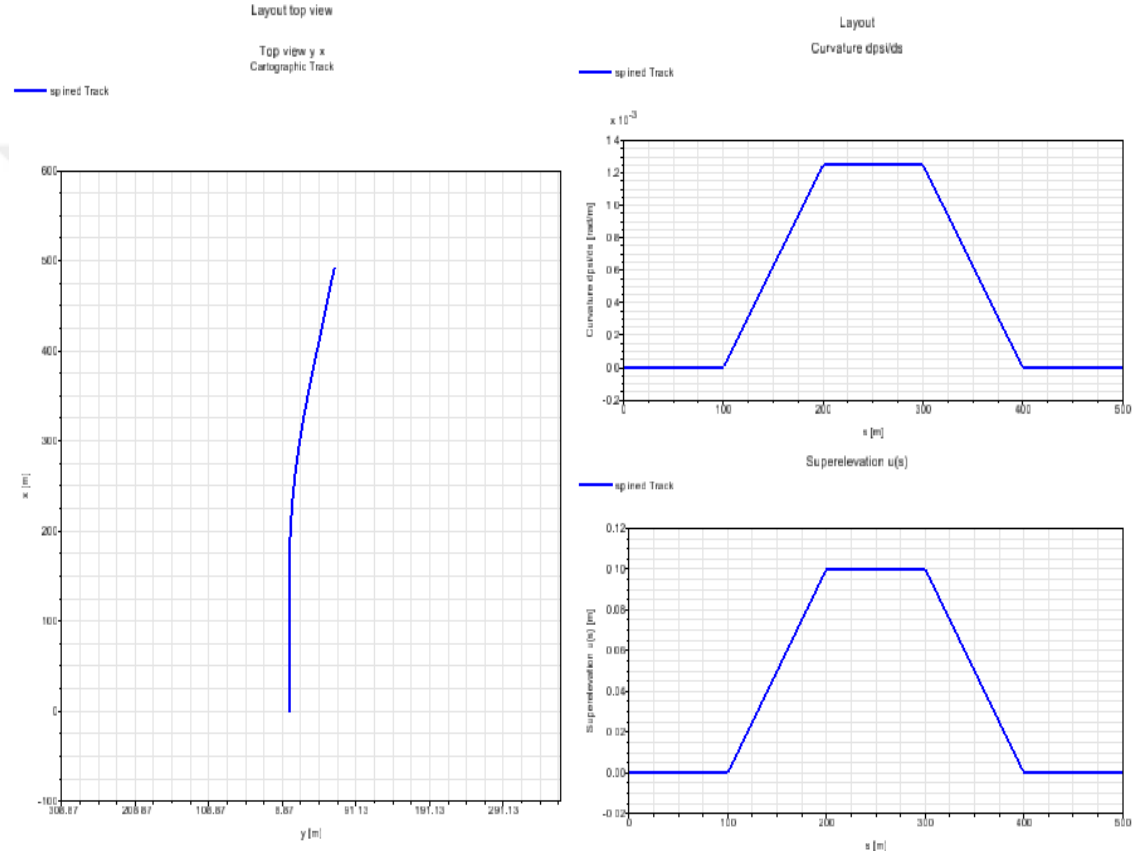 Layout top view
Top view y x
Cartographic Track
spined Track
600
500
400
300
200
100
0
-100
x [m]
308.87 208.87 108.87 8.87 91.13 191.13 291.13
y [m]
Layout
Curvature dpsi/ds
spined Track
x 10-3
1.4
1.2
1.0
0.8
0.6
0.4
0.2
0.0
-0.2
Curvature dpsi/ds [rad/m]
0 100 200 300 400 500
s [m]
Superelevation u(s)
spined Track
0.12
0.10
0.08
0.06
0.04
0.02
0.00
-0.02
Superelevation u(s) [m]
0 100 200 300 400 500
s [m]